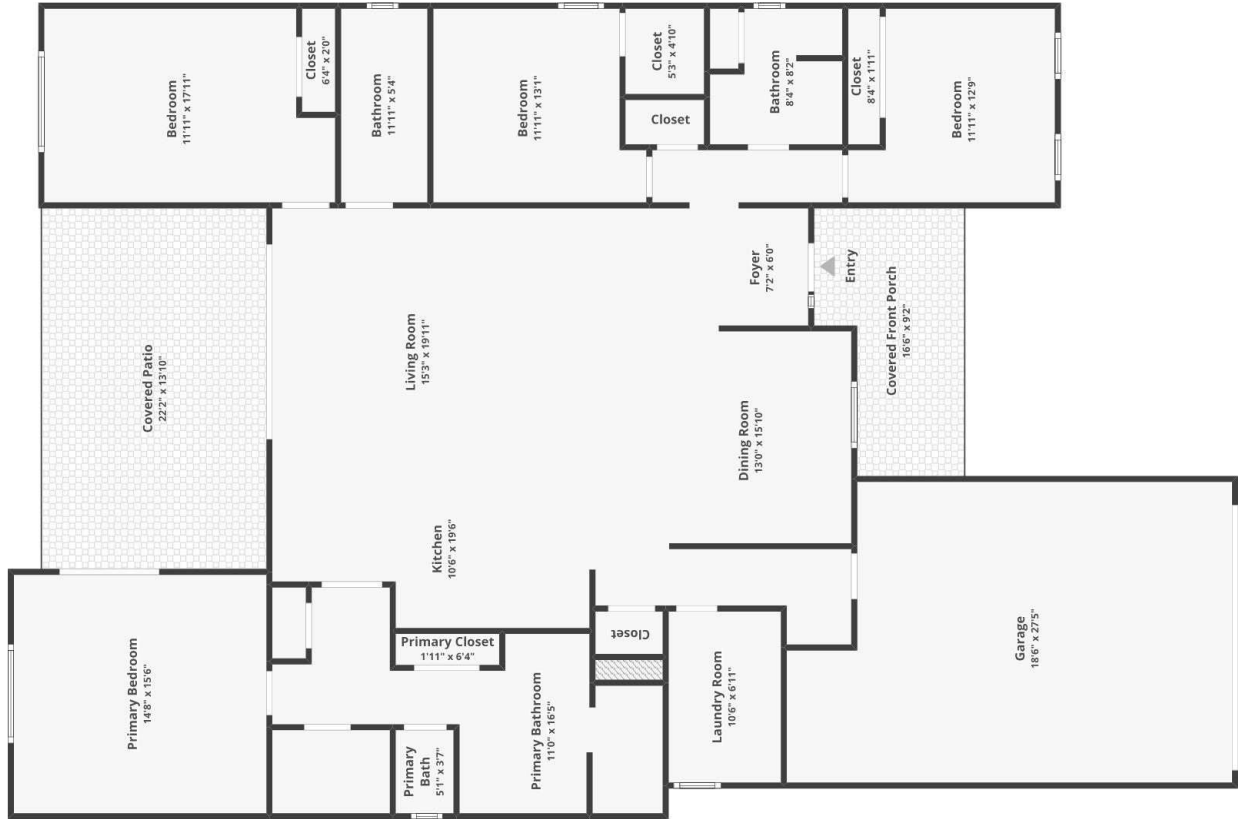 Bedroom
11'11" x 17'11"
Closet
6'4" x 2'0"
Bathroom
11'11" x 5'4"
Bedroom
11'11" x 13'1"
Closet
5'3" x 4'10"
Closet
Bathroom
8'4" x 8'2"
Closet
8'4" x 1'11"
Bedroom
11'11" x 12'9"
Covered Patio
22'2" x 13'10"
Living Room
15'3" x 19'11"
Foyer
7'2" x 6'0"
Entry
Covered Front Porch
16'6" x 9'2"
Dining Room
13'0" x 15'10"
Kitchen
10'6" x 19'6"
Primary Bedroom
14'8" x 15'6"
Primary Closet
1'11" x 6'4"
Closet
Primary
Bath
5'1" x 3'7"
Primary Bathroom
11'0" x 16'5"
Laundry Room
10'6" x 6'11"
Garage
18'6" x 27'5"